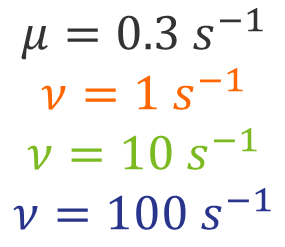 μ = 0.3 s⁻¹
ν = 1 s⁻¹
ν = 10 s⁻¹
ν = 100 s⁻¹